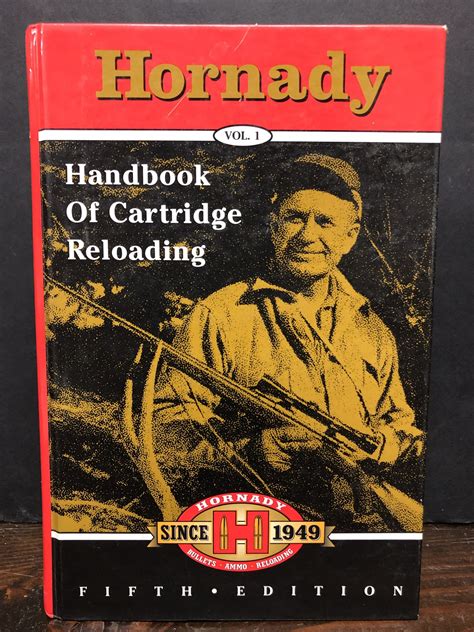 Hornady
VOL. 1
Handbook
Of Cartridge
Reloading
HORNADY
SINCE H 1949
BULLETS - AMMO - RELOADING
FIFTH • EDITION